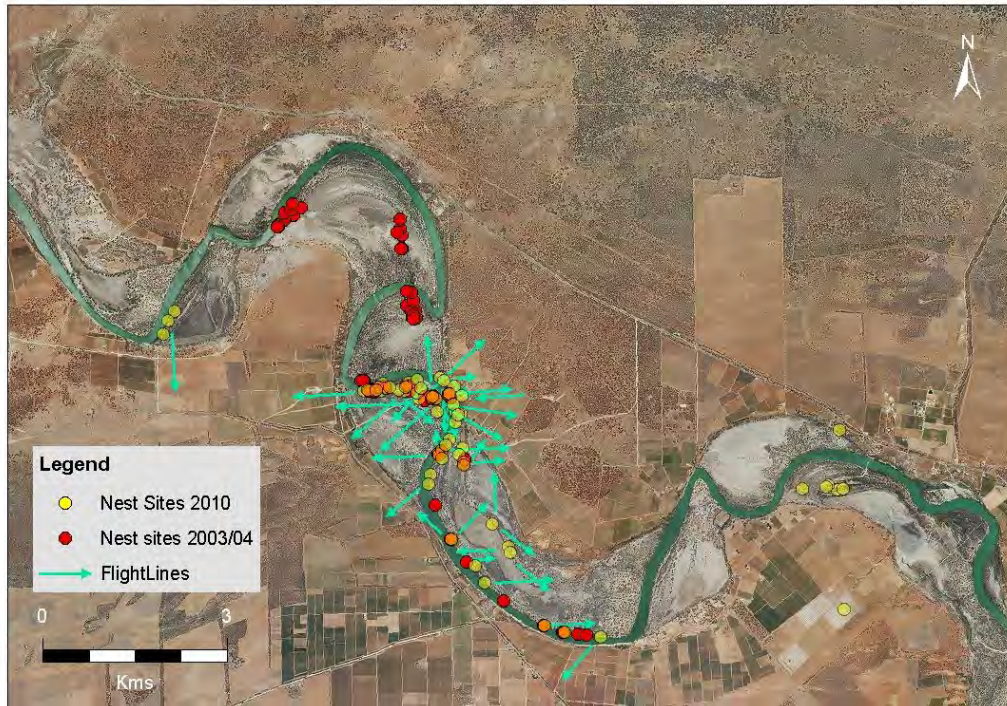 N
Legend
Nest Sites 2010
Nest sites 2003/04
FlightLines
0 3
Kms